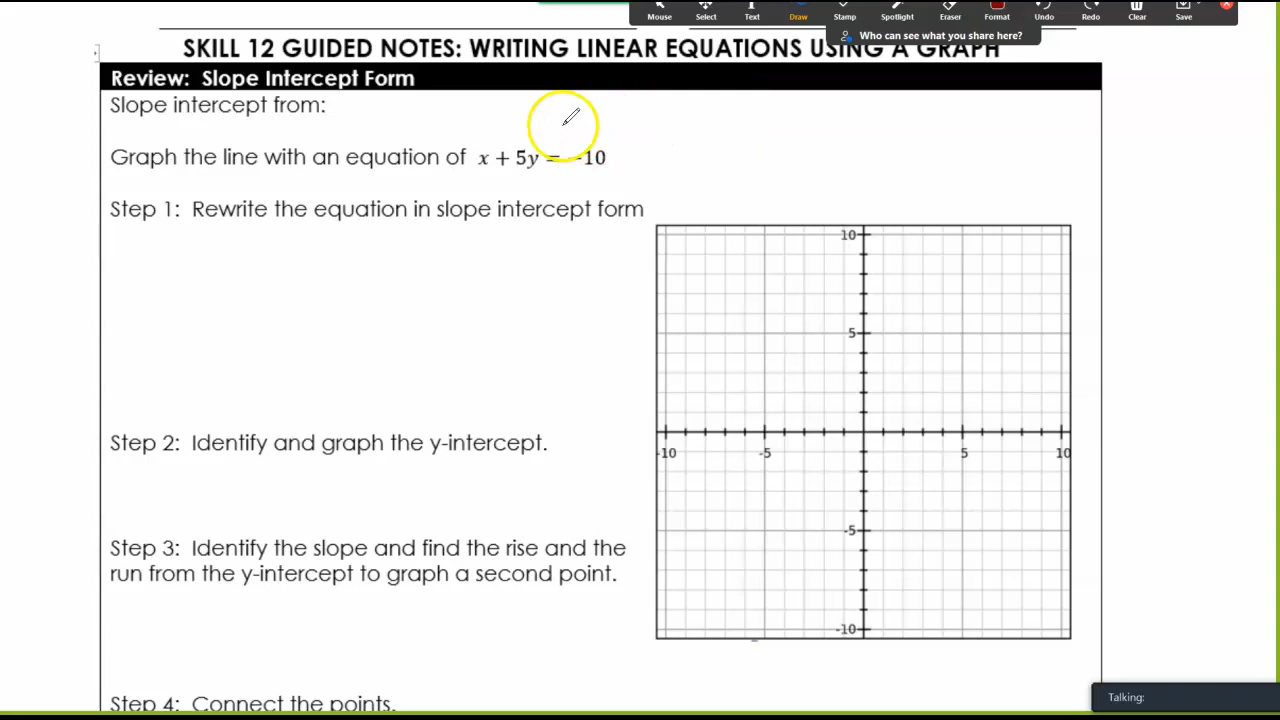 Mouse Select Text Draw Stamp Spotlight Eraser Format Undo Redo Clear Save
Who can see what you share here?
SKILL 12 GUIDED NOTES: WRITING LINEAR EQUATIONS USING A GRAPH
Review: Slope Intercept Form
Slope intercept from:
Graph the line with an equation of x + 5y = −10
Step 1: Rewrite the equation in slope intercept form
10
5
-10 -5 5 10
Step 2: Identify and graph the y-intercept.
-5
Step 3: Identify the slope and find the rise and the
run from the y-intercept to graph a second point.
-10
Step 4: Connect the points.
Talking: